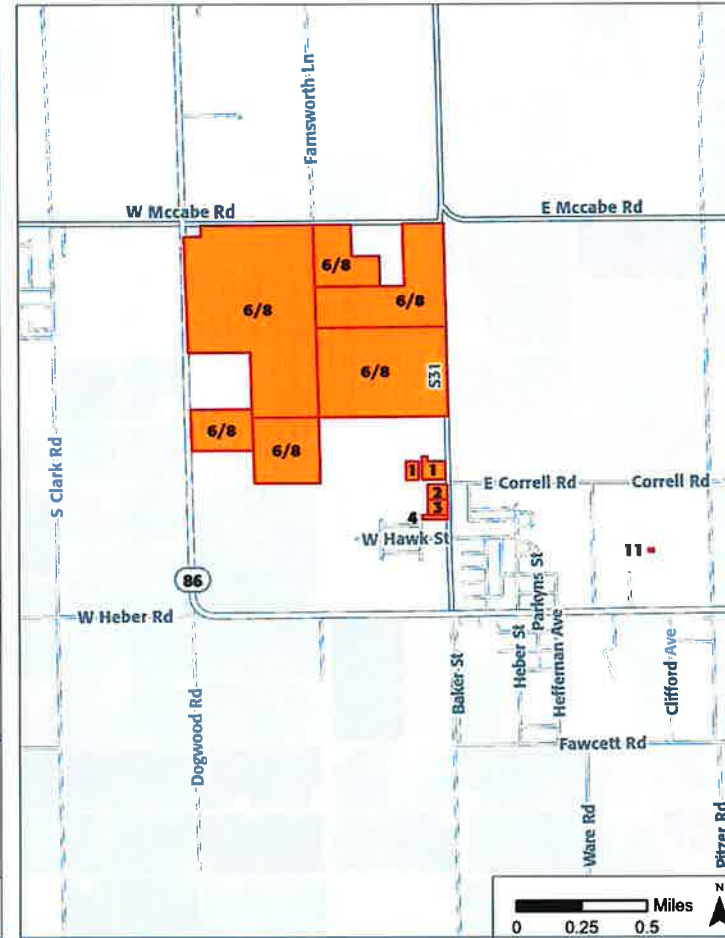 Farnsworth Ln
W Mccabe Rd
E Mccabe Rd
6/8
6/8
6/8
6/8
S31
6/8
6/8
S Clark Rd
1
1
2
3
4
E Correll Rd
Correll Rd
W Hawk St
11
86
Parkyns St
W Heber Rd
Heber St
Heffernan Ave
Baker St
Clifford Ave
Dogwood Rd
Fawcett Rd
Ware Rd
Pitzer Rd
N
Miles
0 0.25 0.5